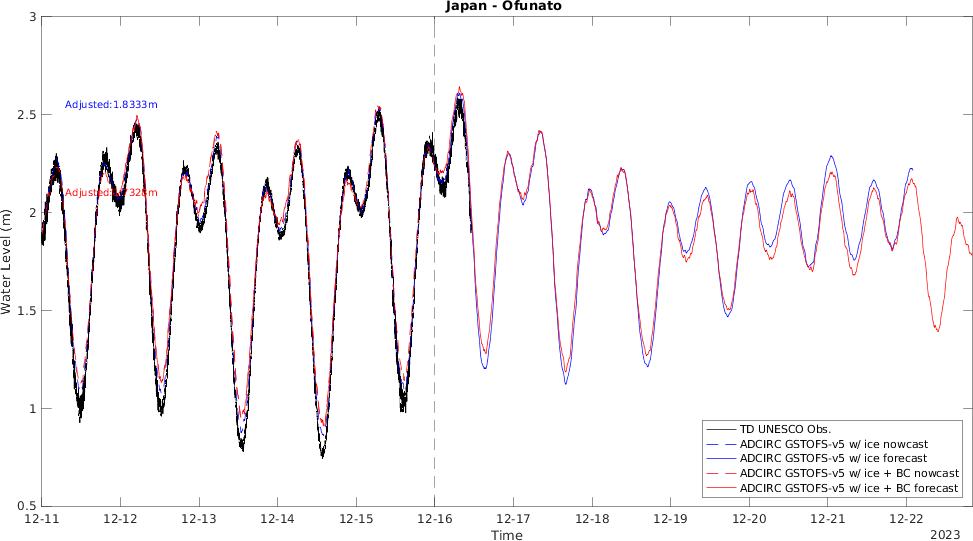 Japan - Ofunato
3
2.5
2
1.5
1
0.5
Water Level (m)
Adjusted:1.8333m
12-11
12-12
12-13
12-14
12-15
12-16
12-17
12-18
12-19
12-20
12-21
12-22
Time
2023
TD UNESCO Obs.
ADCIRC GSTOFS-v5 w/ ice nowcast
ADCIRC GSTOFS-v5 w/ ice forecast
ADCIRC GSTOFS-v5 w/ ice + BC nowcast
ADCIRC GSTOFS-v5 w/ ice + BC forecast